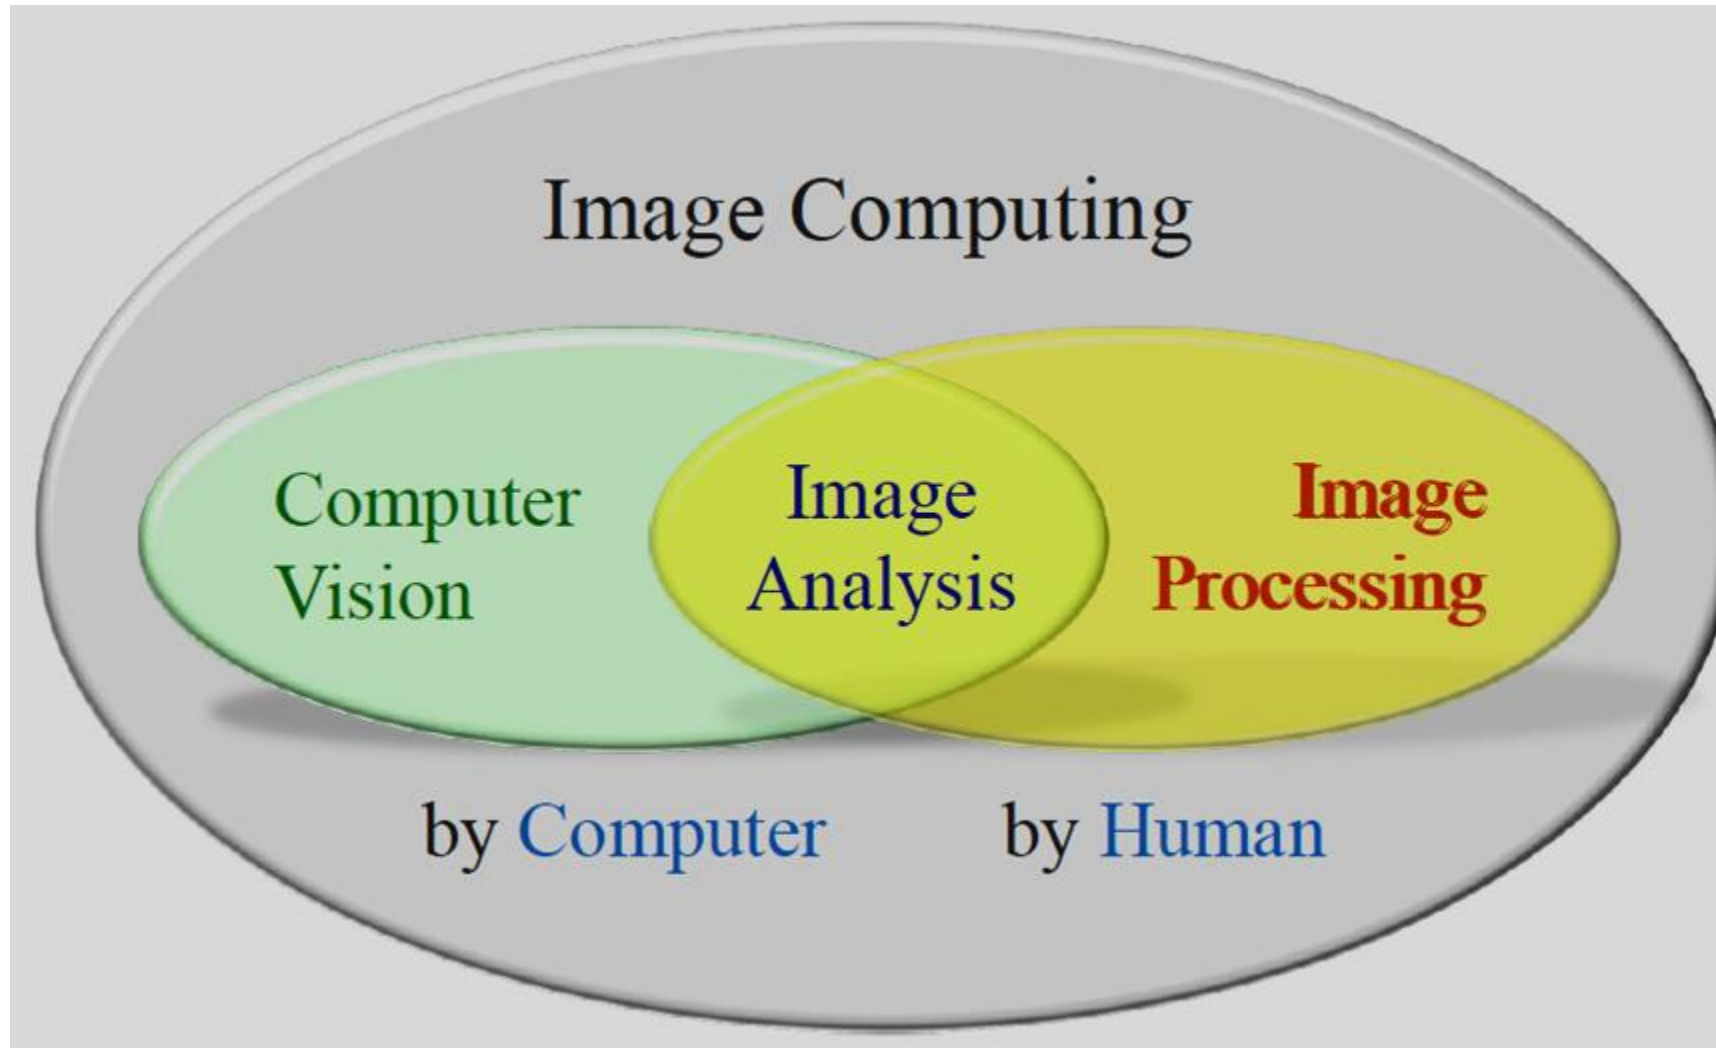 Image Computing
Computer
Vision
Image
Analysis
Image
Processing
by Computer
by Human